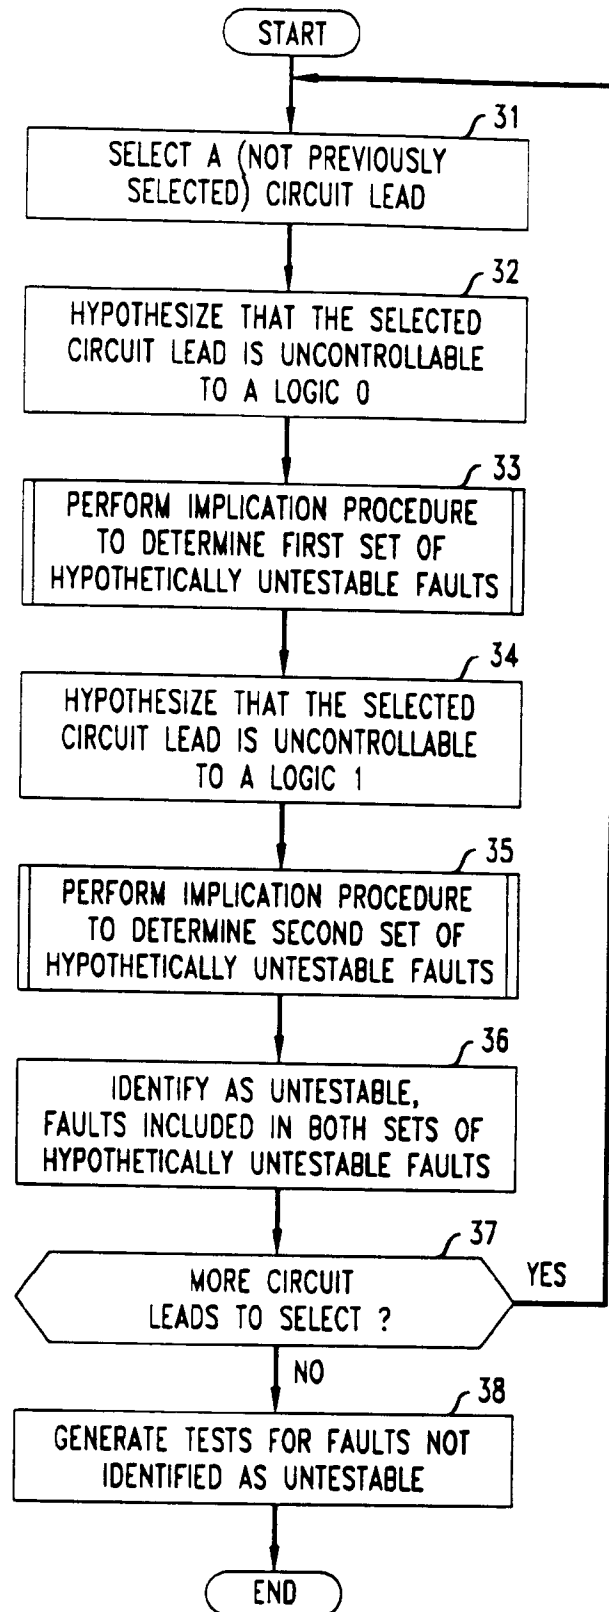 START
31
SELECT A (NOT PREVIOUSLY
SELECTED) CIRCUIT LEAD
32
HYPOTHESIZE THAT THE SELECTED
CIRCUIT LEAD IS UNCONTROLLABLE
TO A LOGIC 0
33
PERFORM IMPLICATION PROCEDURE
TO DETERMINE FIRST SET OF
HYPOTHETICALLY UNTESTABLE FAULTS
34
HYPOTHESIZE THAT THE SELECTED
CIRCUIT LEAD IS UNCONTROLLABLE
TO A LOGIC 1
35
PERFORM IMPLICATION PROCEDURE
TO DETERMINE SECOND SET OF
HYPOTHETICALLY UNTESTABLE FAULTS
36
IDENTIFY AS UNTESTABLE,
FAULTS INCLUDED IN BOTH SETS OF
HYPOTHETICALLY UNTESTABLE FAULTS
37
MORE CIRCUIT
LEADS TO SELECT ?
YES
NO
38
GENERATE TESTS FOR FAULTS NOT
IDENTIFIED AS UNTESTABLE
END